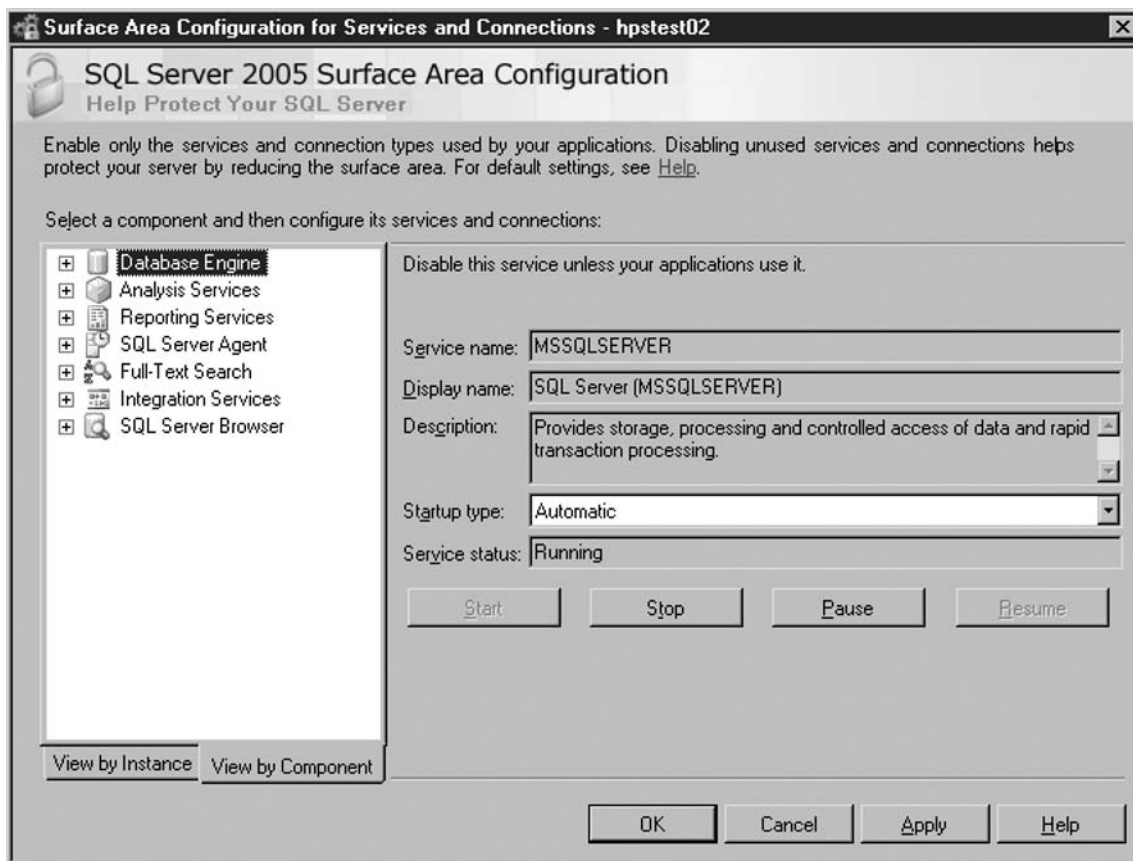 Surface Area Configuration for Services and Connections - hpstest02
SQL Server 2005 Surface Area Configuration
Help Protect Your SQL Server
Enable only the services and connection types used by your applications. Disabling unused services and connections helps
protect your server by reducing the surface area. For default settings, see Help.
Select a component and then configure its services and connections:
Database Engine
Analysis Services
Reporting Services
SQL Server Agent
Full-Text Search
Integration Services
SQL Server Browser
View by Instance
View by Component
Disable this service unless your applications use it.
Service name: MSSQLSERVER
Display name: SQL Server (MSSQLSERVER)
Description: Provides storage, processing and controlled access of data and rapid
transaction processing.
Startup type: Automatic
Service status: Running
Start Stop Pause Resume
OK Cancel Apply Help